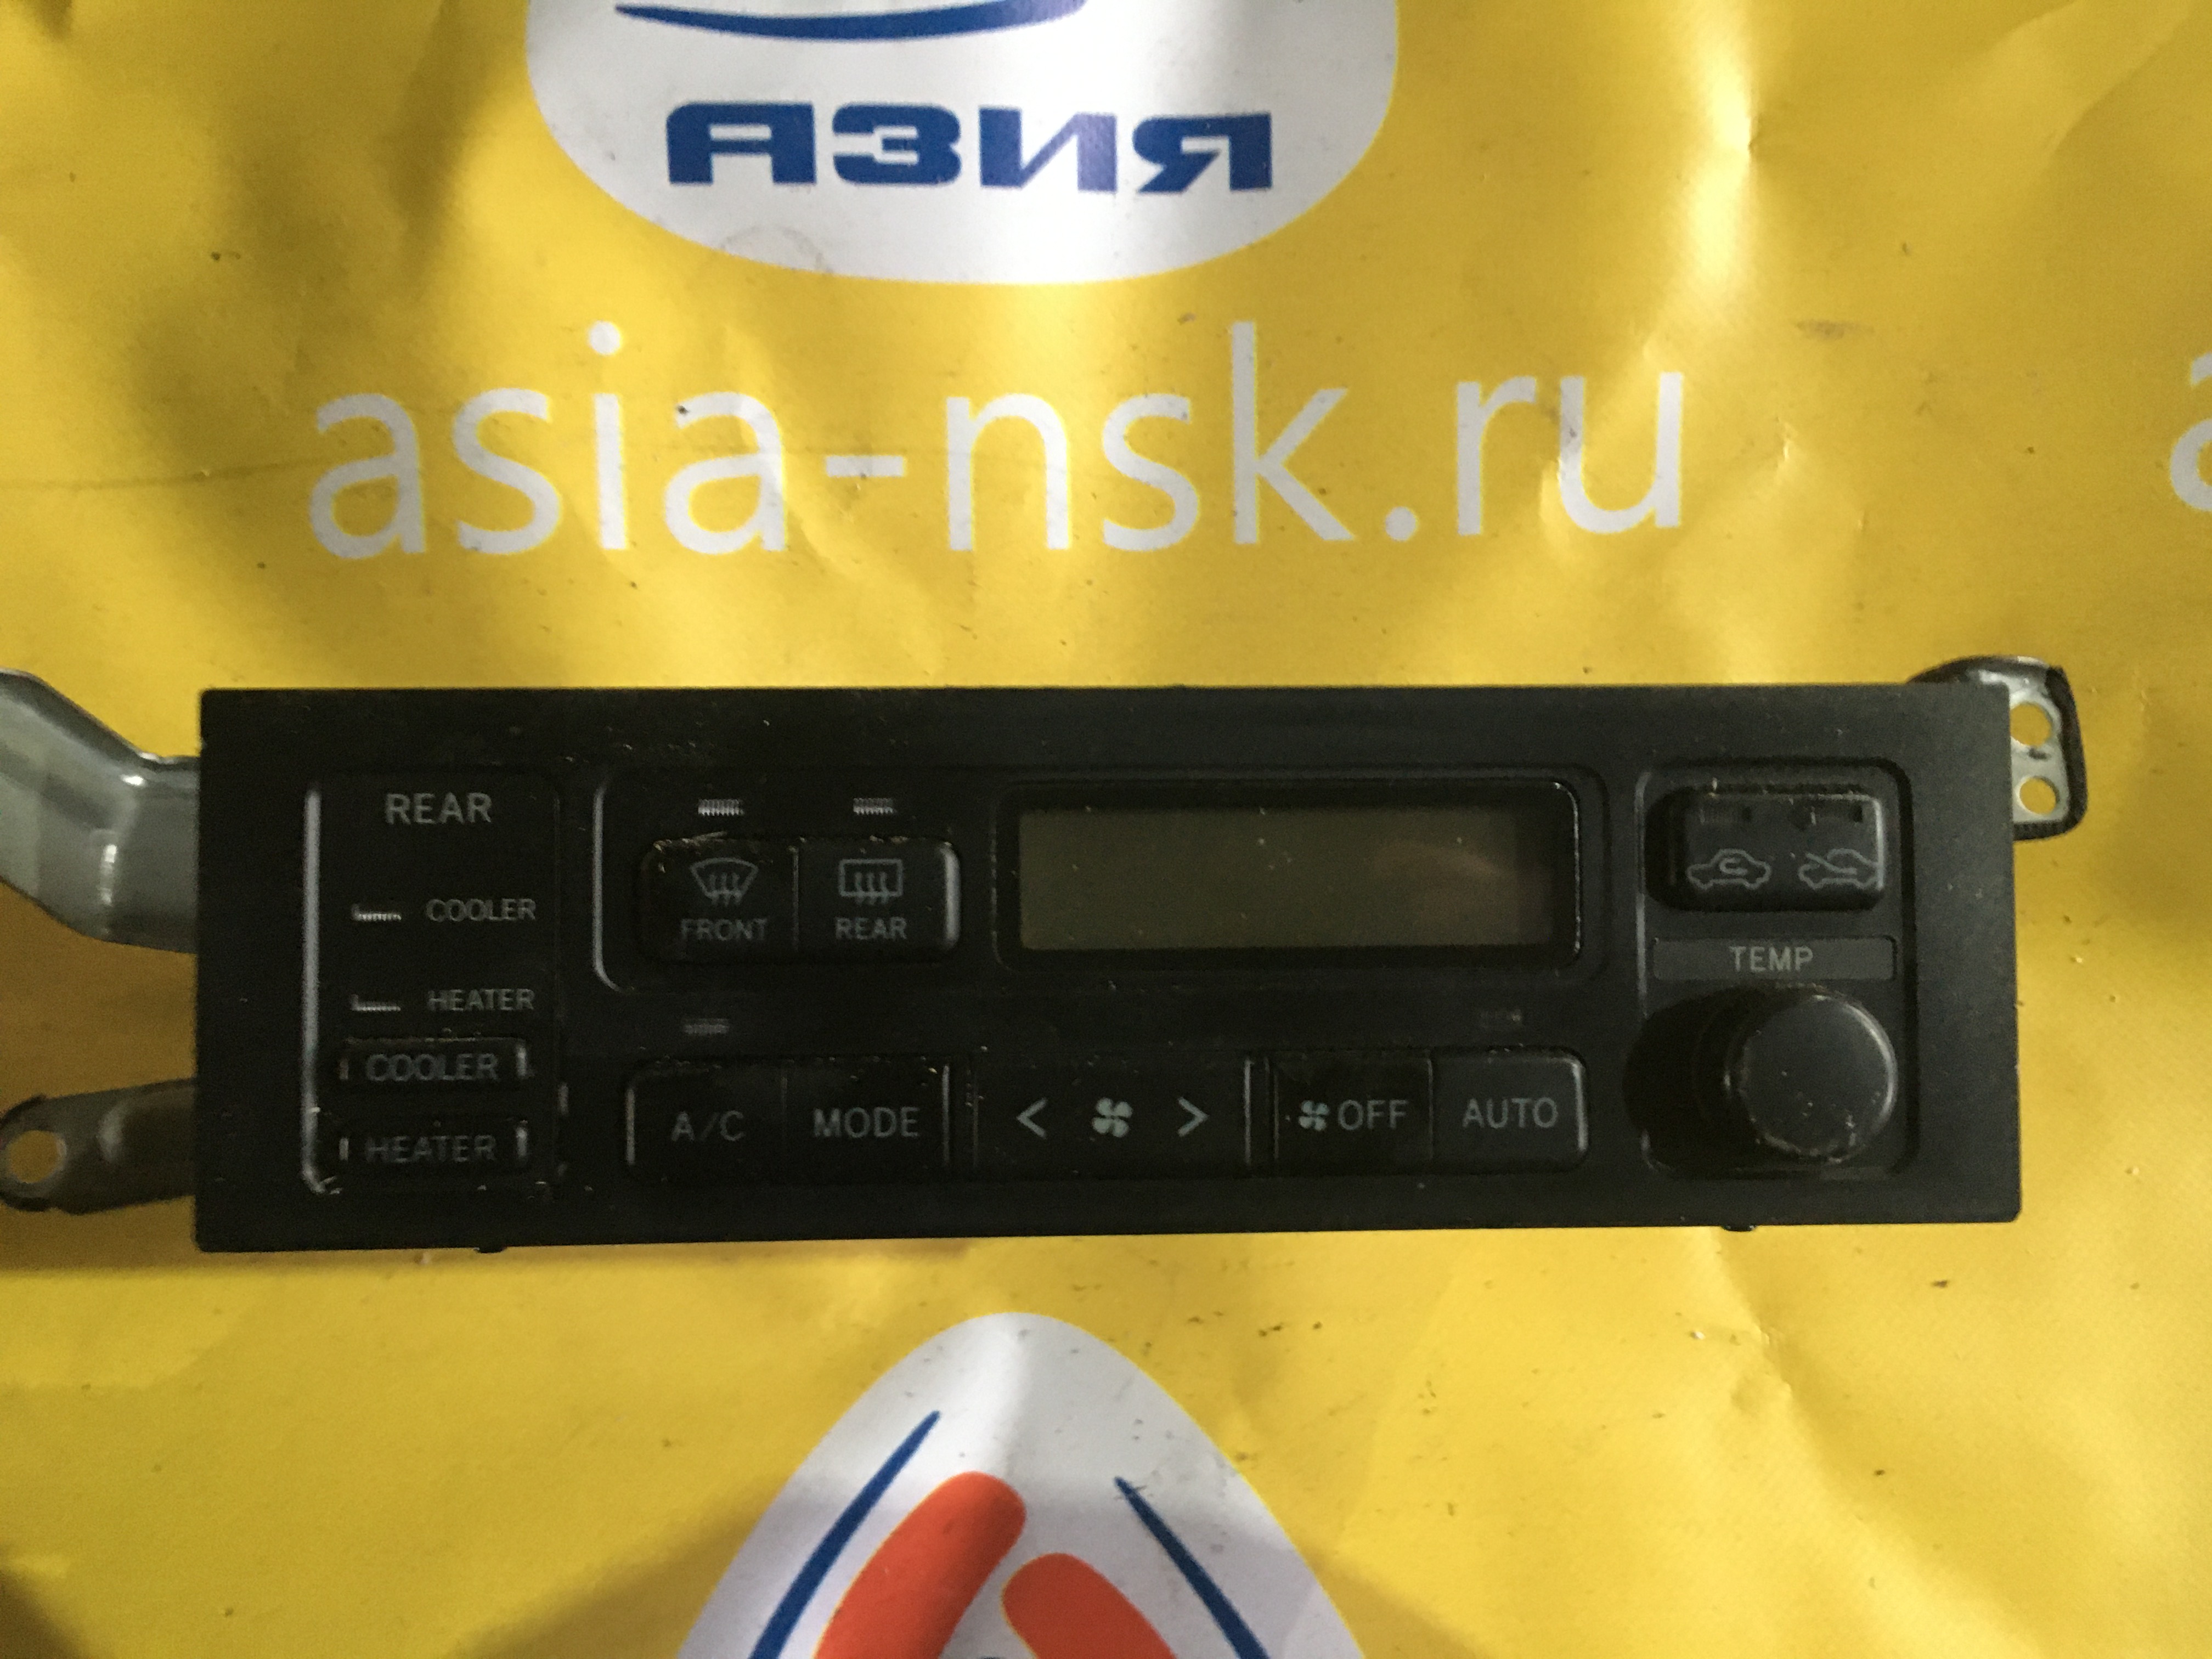 АЗИЯ
asia-nsk.ru
a
REAR
COOLER
HEATER
COOLER
HEATER
FRONT
REAR
TEMP
A/C
MODE
<
>
OFF
AUTO